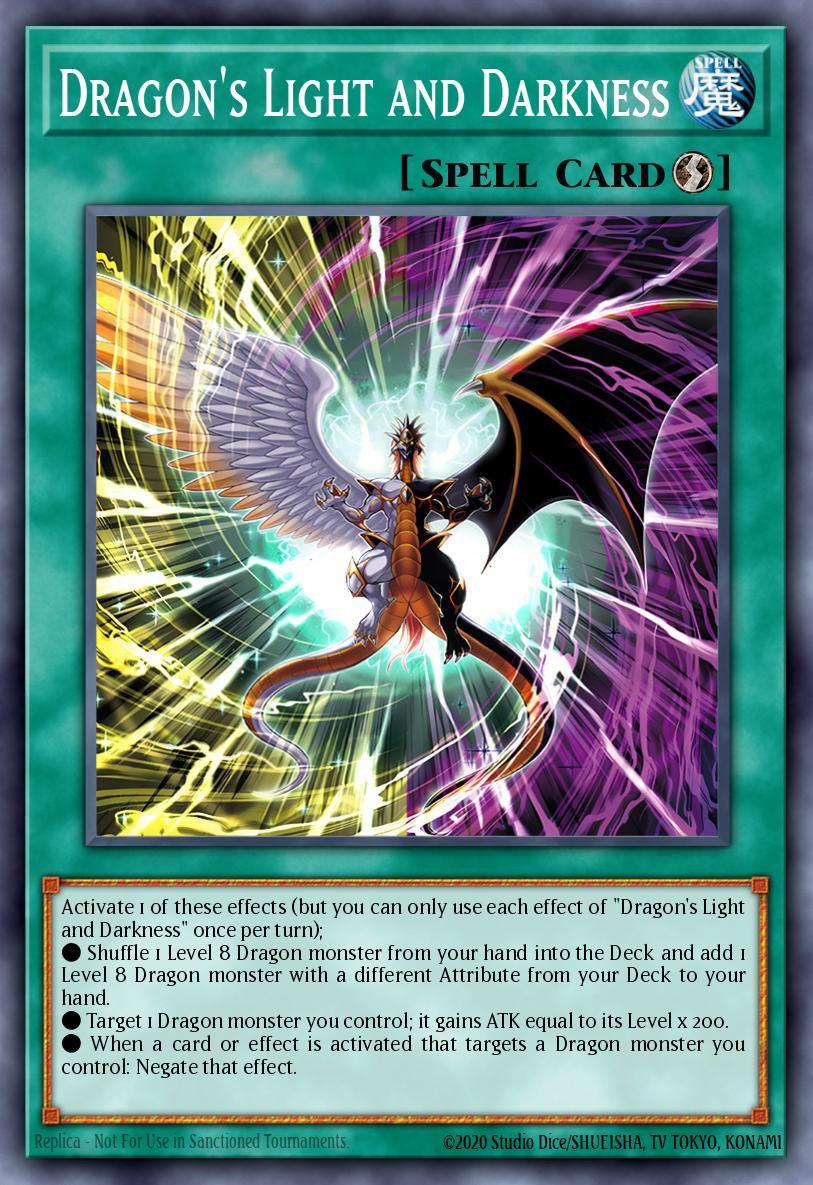 DRAGON'S LIGHT AND DARKNESS
SPELL
魔
[SPELL CARD]
Activate 1 of these effects (but you can only use each effect of "Dragon's Light
and Darkness" once per turn);
● Shuffle 1 Level 8 Dragon monster from your hand into the Deck and add 1
Level 8 Dragon monster with a different Attribute from your Deck to your
hand.
● Target 1 Dragon monster you control; it gains ATK equal to its Level x 200.
● When a card or effect is activated that targets a Dragon monster you
control: Negate that effect.
Replica - Not For Use in Sanctioned Tournaments.
©2020 Studio Dice/SHUEISHA, TV TOKYO, KONAMI